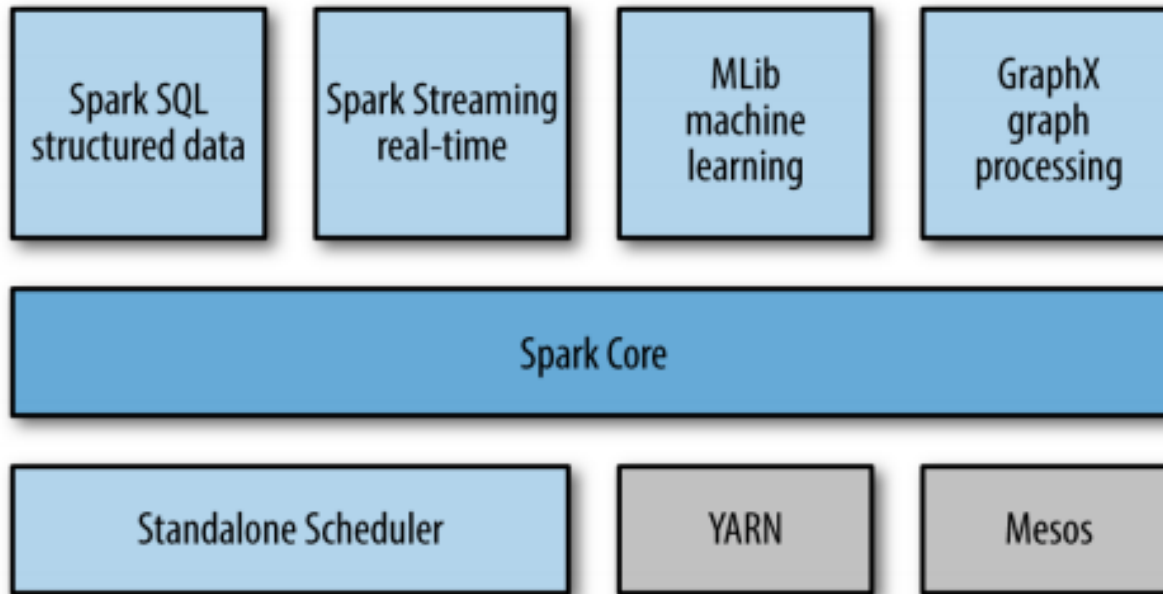 Spark SQL
structured data
Spark Streaming
real-time
MLib
machine
learning
GraphX
graph
processing
Spark Core
Standalone Scheduler
YARN
Mesos